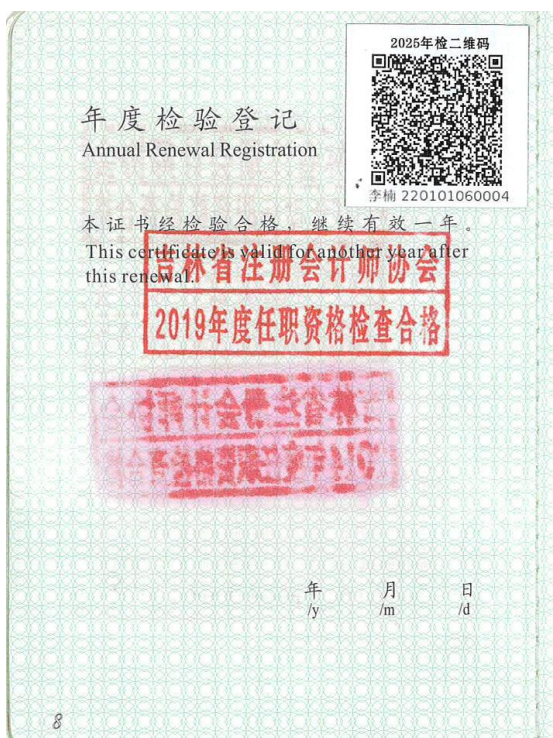 2025年检二维码
李楠 220101060004
年度检验登记
Annual Renewal Registration
本证书经检验合格，继续有效一年。
This certificate is valid for another year after
this renewal.
吉林省注册会计师协会
2019年度任职资格检查合格
年 月 日
/y /m /d
8